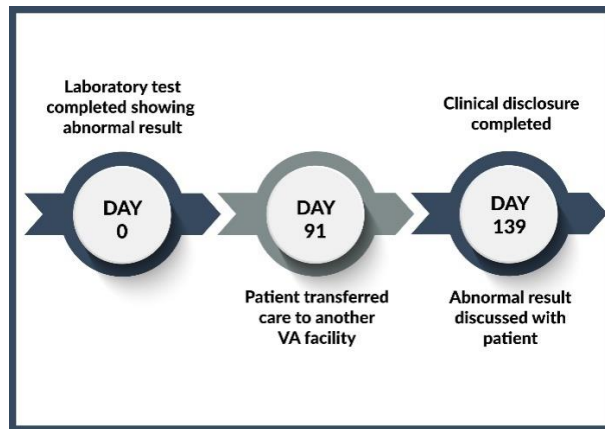 Laboratory test
completed showing
abnormal result
DAY
0
DAY
91
Patient transferred
care to another
VA facility
Clinical disclosure
completed
DAY
139
Abnormal result
discussed with
patient